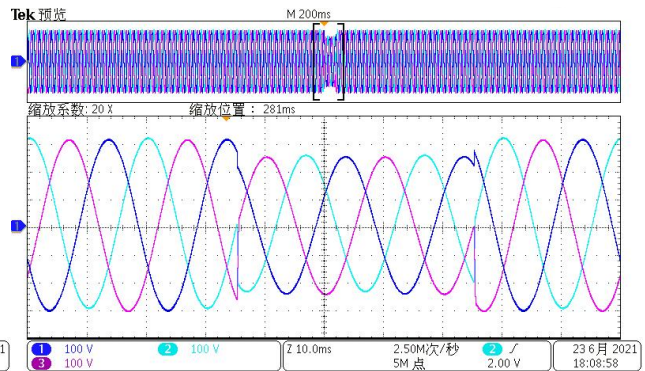 Tek 预览
M 200ms
1
缩放系数: 20 X
缩放位置： 281ms
1
1
1 100 V
2 100 V
3 100 V
Z 10.0ms
2.50M次/秒
5M 点
2
2.00 V
23 6月 2021
18:08:58